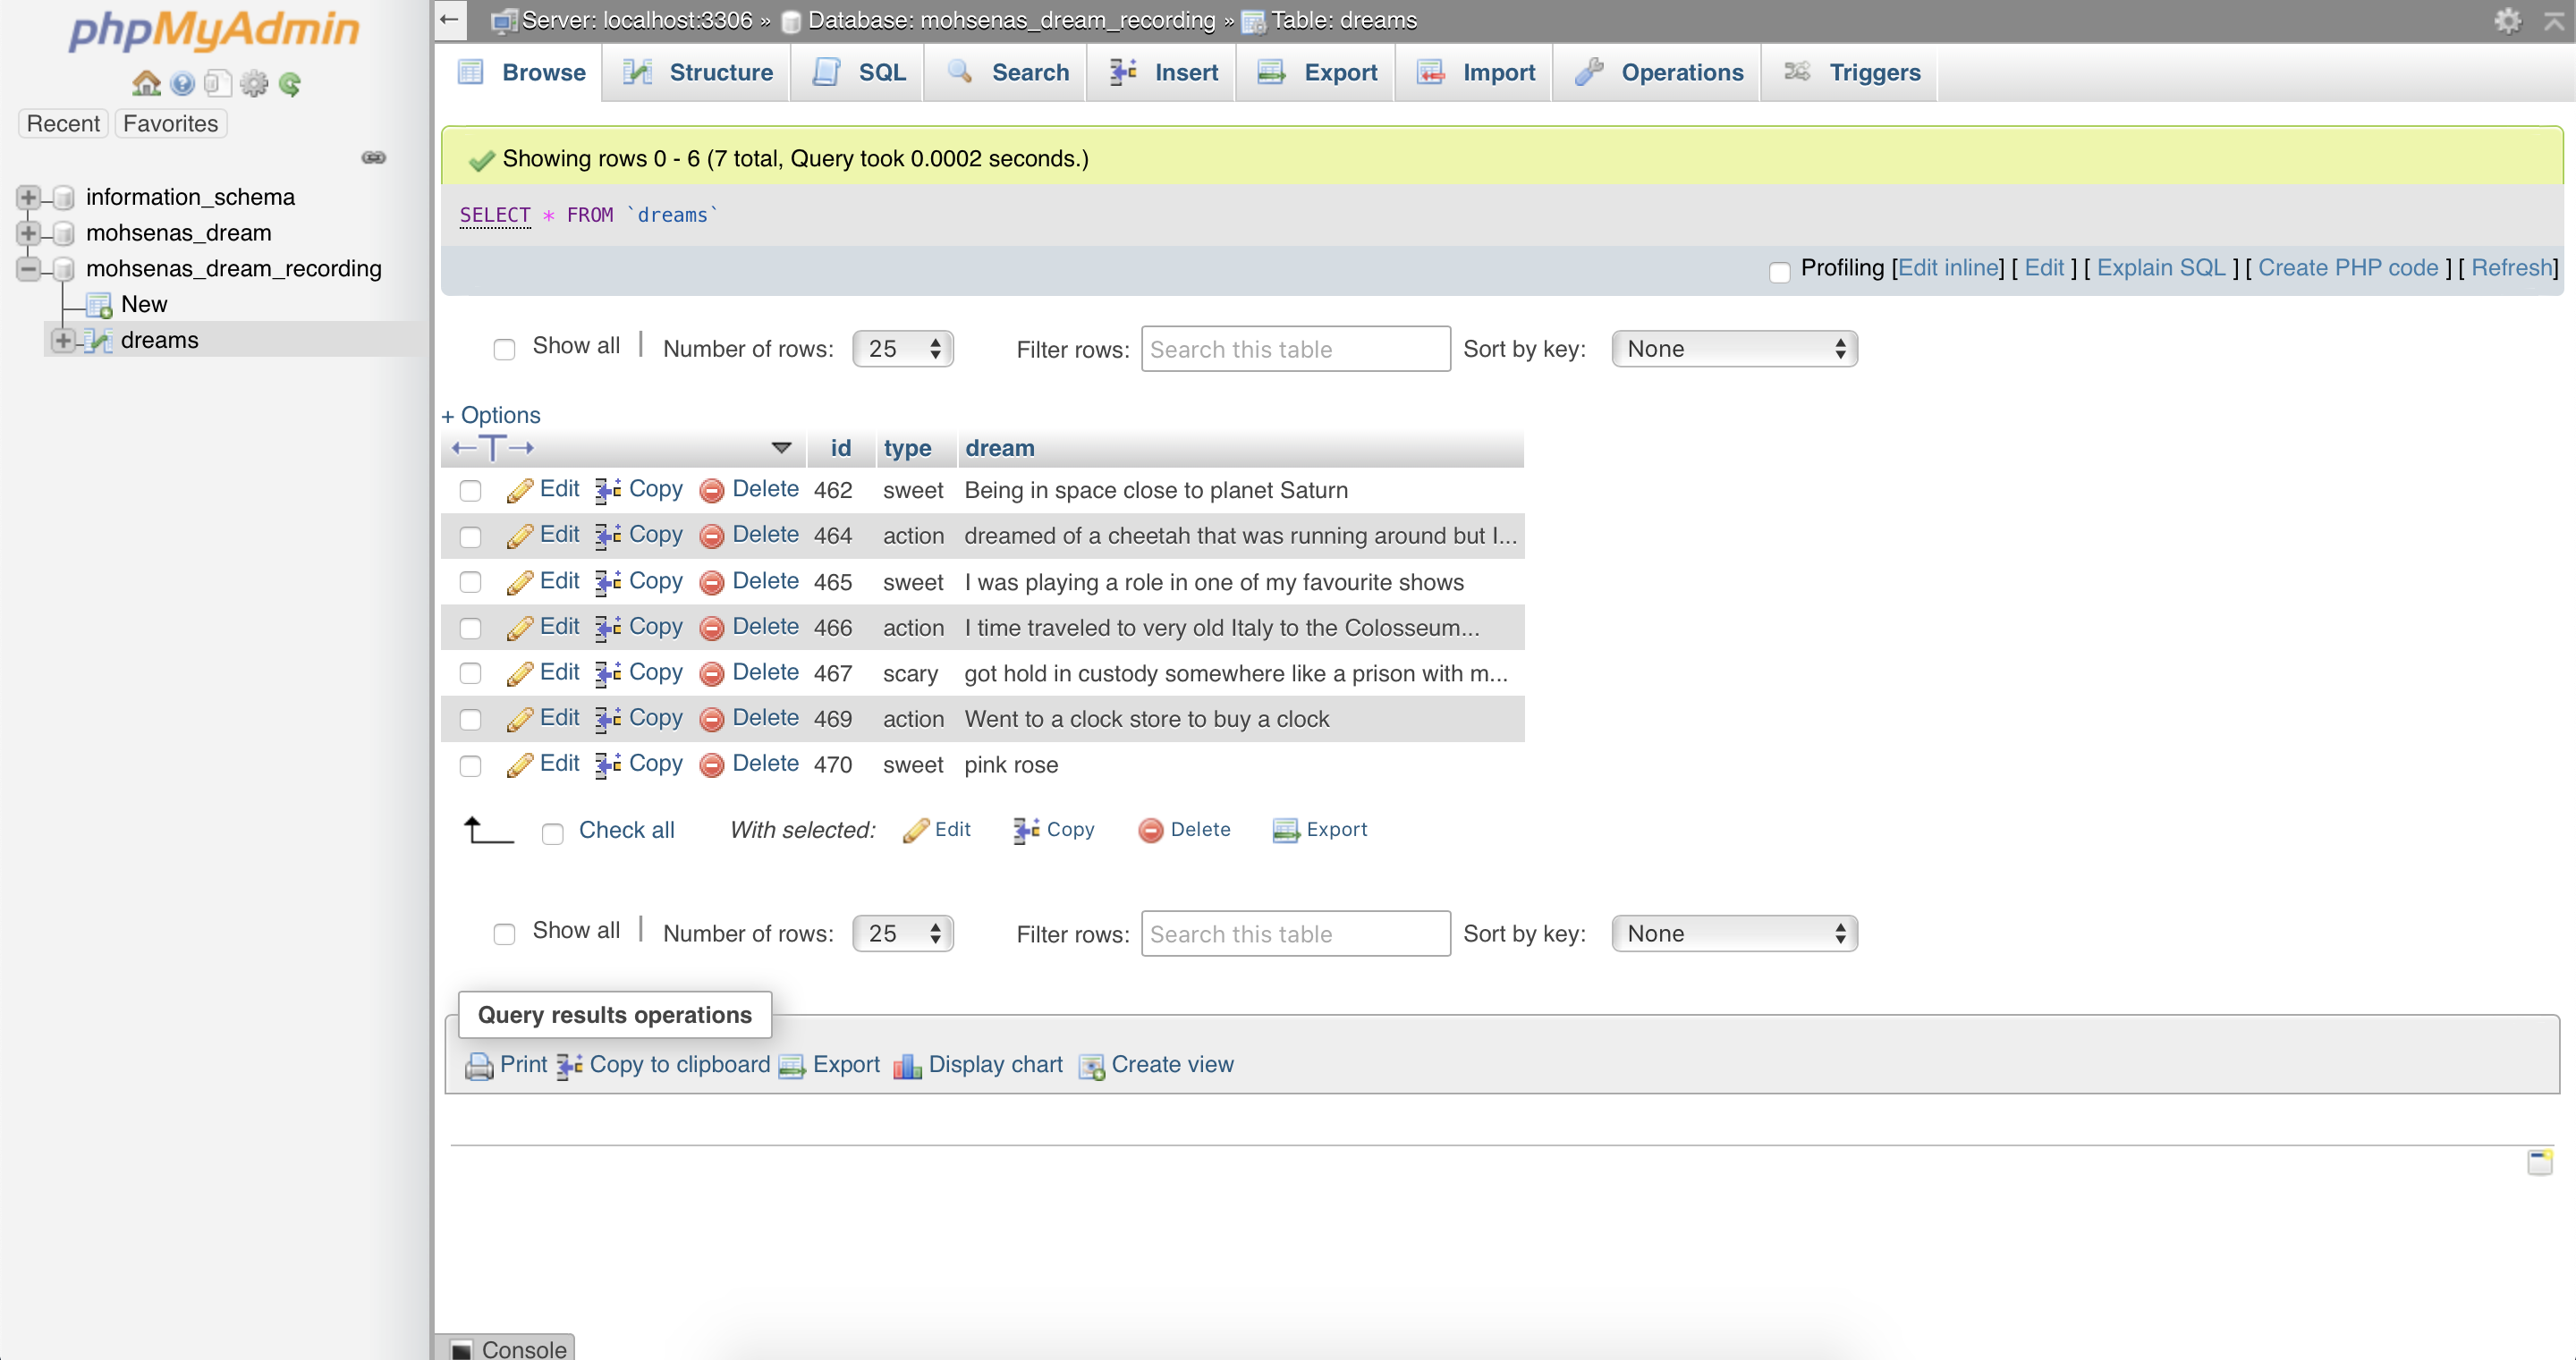 phpMyAdmin
Recent Favorites
information_schema
mohsenas_dream
mohsenas_dream_recording
New
dreams
Server: localhost:3306 » Database: mohsenas_dream_recording » Table: dreams
Browse Structure SQL Search Insert Export Import Operations Triggers
Showing rows 0 - 6 (7 total, Query took 0.0002 seconds.)
SELECT * FROM `dreams`
Profiling [Edit inline] [ Edit ] [ Explain SQL ] [ Create PHP code ] [ Refresh]
Show all | Number of rows: 25 Filter rows: Search this table Sort by key: None
+ Options
←T→ id type dream
Edit Copy Delete 462 sweet Being in space close to planet Saturn
Edit Copy Delete 464 action dreamed of a cheetah that was running around but I...
Edit Copy Delete 465 sweet I was playing a role in one of my favourite shows
Edit Copy Delete 466 action I time traveled to very old Italy to the Colosseum...
Edit Copy Delete 467 scary got hold in custody somewhere like a prison with m...
Edit Copy Delete 469 action Went to a clock store to buy a clock
Edit Copy Delete 470 sweet pink rose
Check all With selected: Edit Copy Delete Export
Show all | Number of rows: 25 Filter rows: Search this table Sort by key: None
Query results operations
Print Copy to clipboard Export Display chart Create view
Console